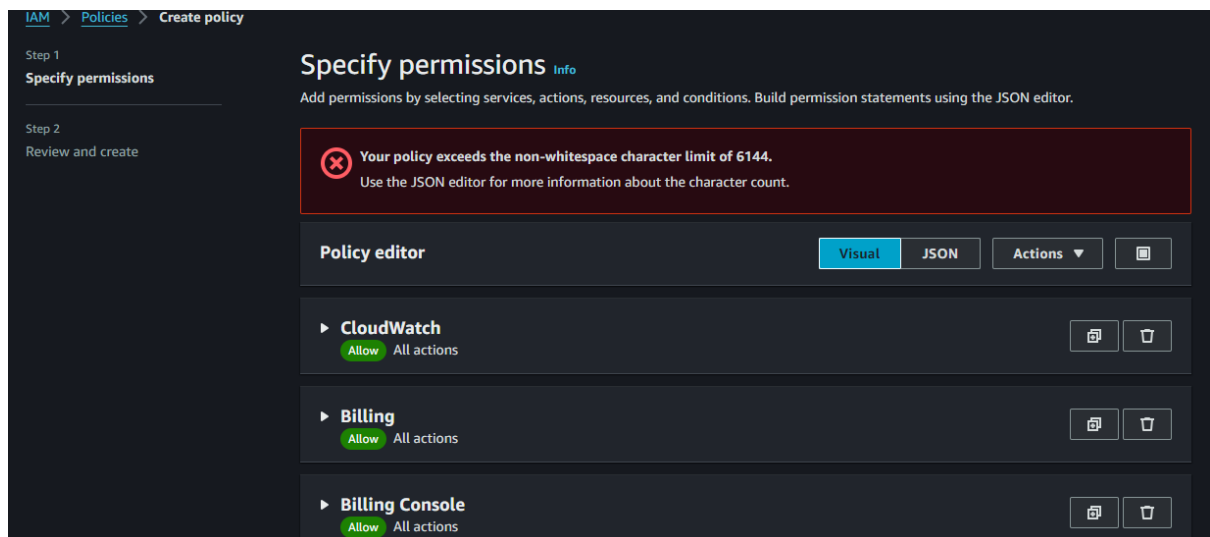 IAM > Policies > Create policy
Step 1
Specify permissions
Step 2
Review and create
Specify permissions Info
Add permissions by selecting services, actions, resources, and conditions. Build permission statements using the JSON editor.
Your policy exceeds the non-whitespace character limit of 6144.
Use the JSON editor for more information about the character count.
Policy editor Visual JSON Actions
CloudWatch
Allow All actions
Billing
Allow All actions
Billing Console
Allow All actions